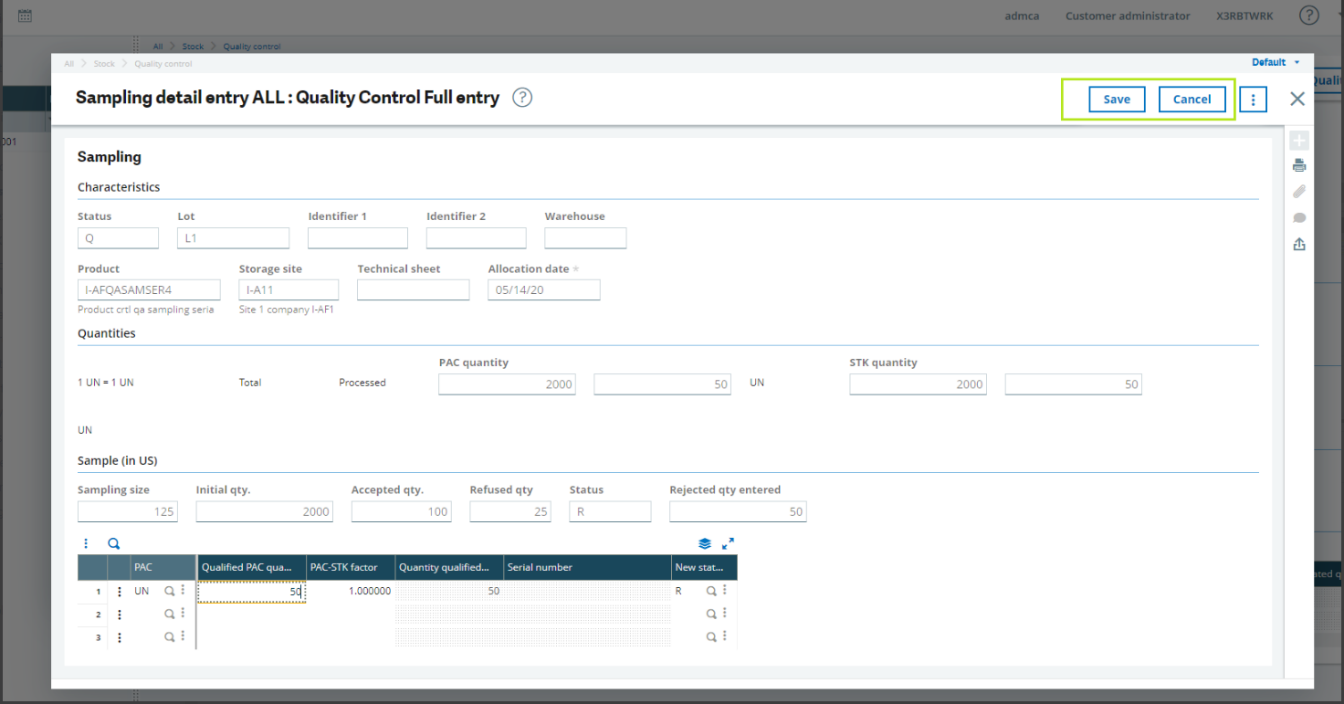 admca Customer administrator X3RBTWRK ?
All > Stock > Quality control
All > Stock > Quality control Default
Sampling detail entry ALL : Quality Control Full entry ? Save Cancel
001
Sampling
Characteristics
Status Lot Identifier 1 Identifier 2 Warehouse
Q L1
Product Storage site Technical sheet Allocation date *
I-AFQASAMSER4 I-A11 05/14/20
Product crtl qa sampling seria Site 1 company I-AF1
Quantities
PAC quantity STK quantity
1 UN = 1 UN Total Processed 2000 50 UN 2000 50
UN
Sample (in US)
Sampling size Initial qty. Accepted qty. Refused qty Status Rejected qty entered
125 2000 100 25 R 50
PAC Qualified PAC qua... PAC-STK factor Quantity qualified... Serial number New stat...
1 UN 50 1.000000 50 R
2
3